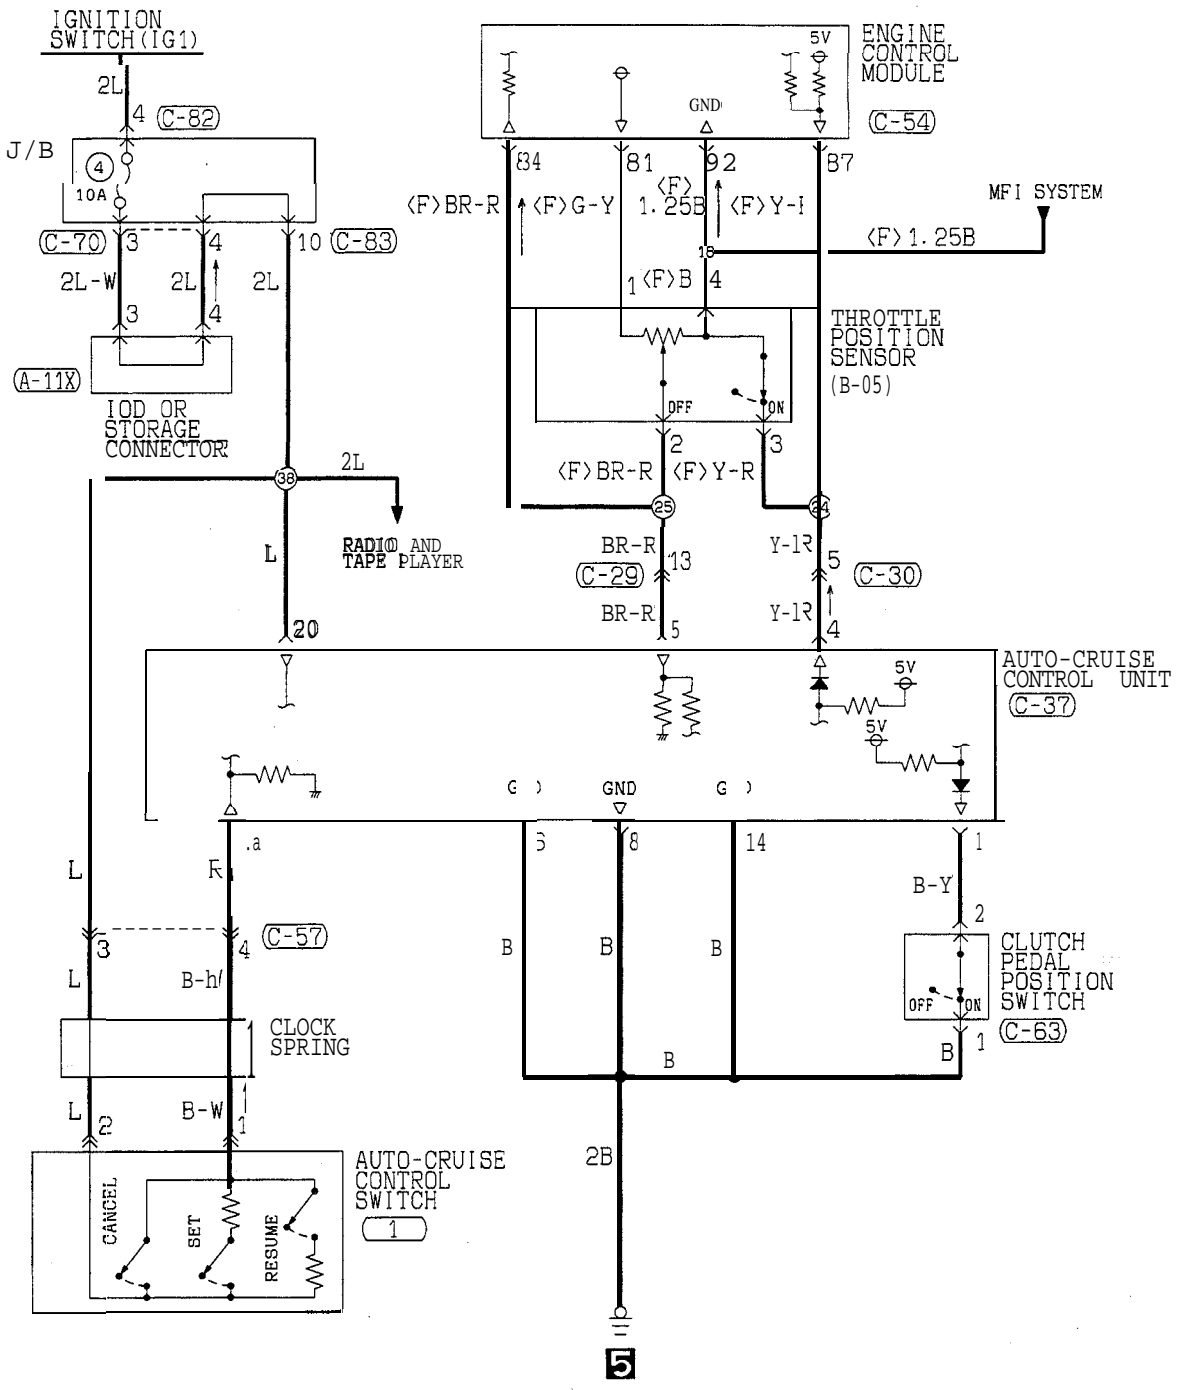 IGNITION
SWITCH(IG1)
2L
4
C-82
J/B
4
10A
C-70
3
4
10
C-83
2L-W
2L
2L
3
4
A-11X
IOD OR
STORAGE
CONNECTOR
38
2L
RADIO AND
TAPE PLAYER
L
20
ENGINE
CONTROL
MODULE
C-54
5V
GND
84
81
92
B7
<F>BR-R
<F>G-Y
<F>
1.25B
<F>Y-
MFI SYSTEM
<F>1.25B
18
1
<F>B
4
THROTTLE
POSITION
SENSOR
(B-05)
OFF
ON
2
3
<F>BR-R
<F>Y-R
25
24
BR-R
13
Y-1R
5
C-29
C-30
BR-R
5
Y-1R
4
AUTO-CRUISE
CONTROL UNIT
C-37
5V
5V
G )
GND
G )
.a
6
8
14
1
L
R
B-Y
2
3
4
C-57
B
B
B
CLUTCH
PEDAL
POSITION
SWITCH
C-63
OFF
ON
L
B-h/
CLOCK
SPRING
1
B
B
L
2
B-W
1
2B
AUTO-CRUISE
CONTROL
SWITCH
1
CANCEL
SET
RESUME
5